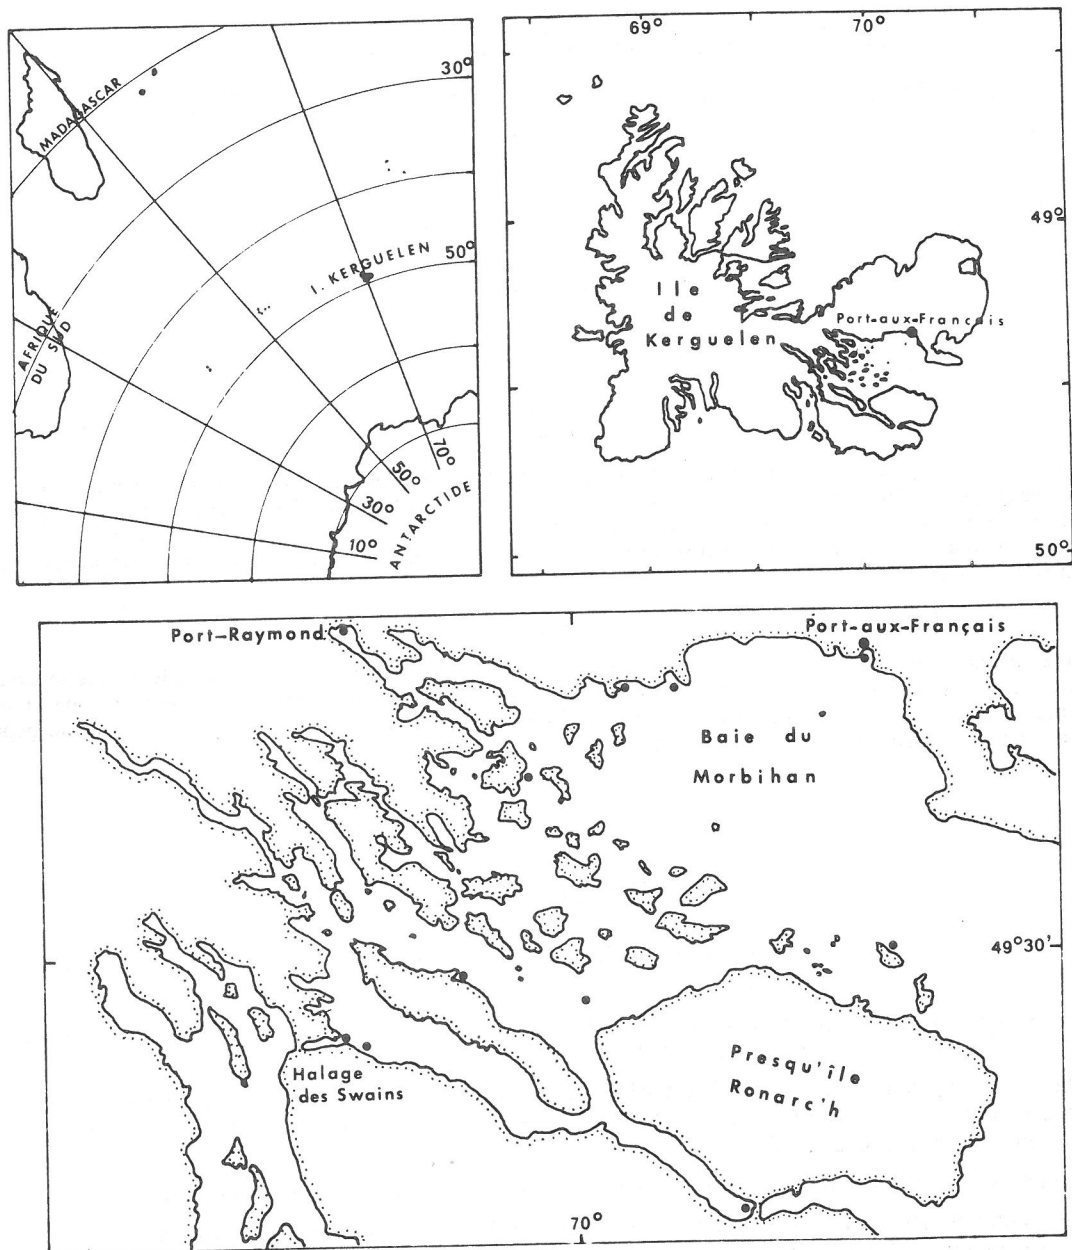 MADAGASCAR
30°
I. KERGUELEN
50°
AFRIQUE
DU SUD
70°
50°
30°
10°
ANTARCTIDE
69°
70°
49°
Ile
de
Kerguelen
Port-aux-Français
50°
Port-Raymond
Port-aux-Français
Baie du
Morbihan
49°30'
Presqu'île
Ronarc'h
Halage
des Swains
70°